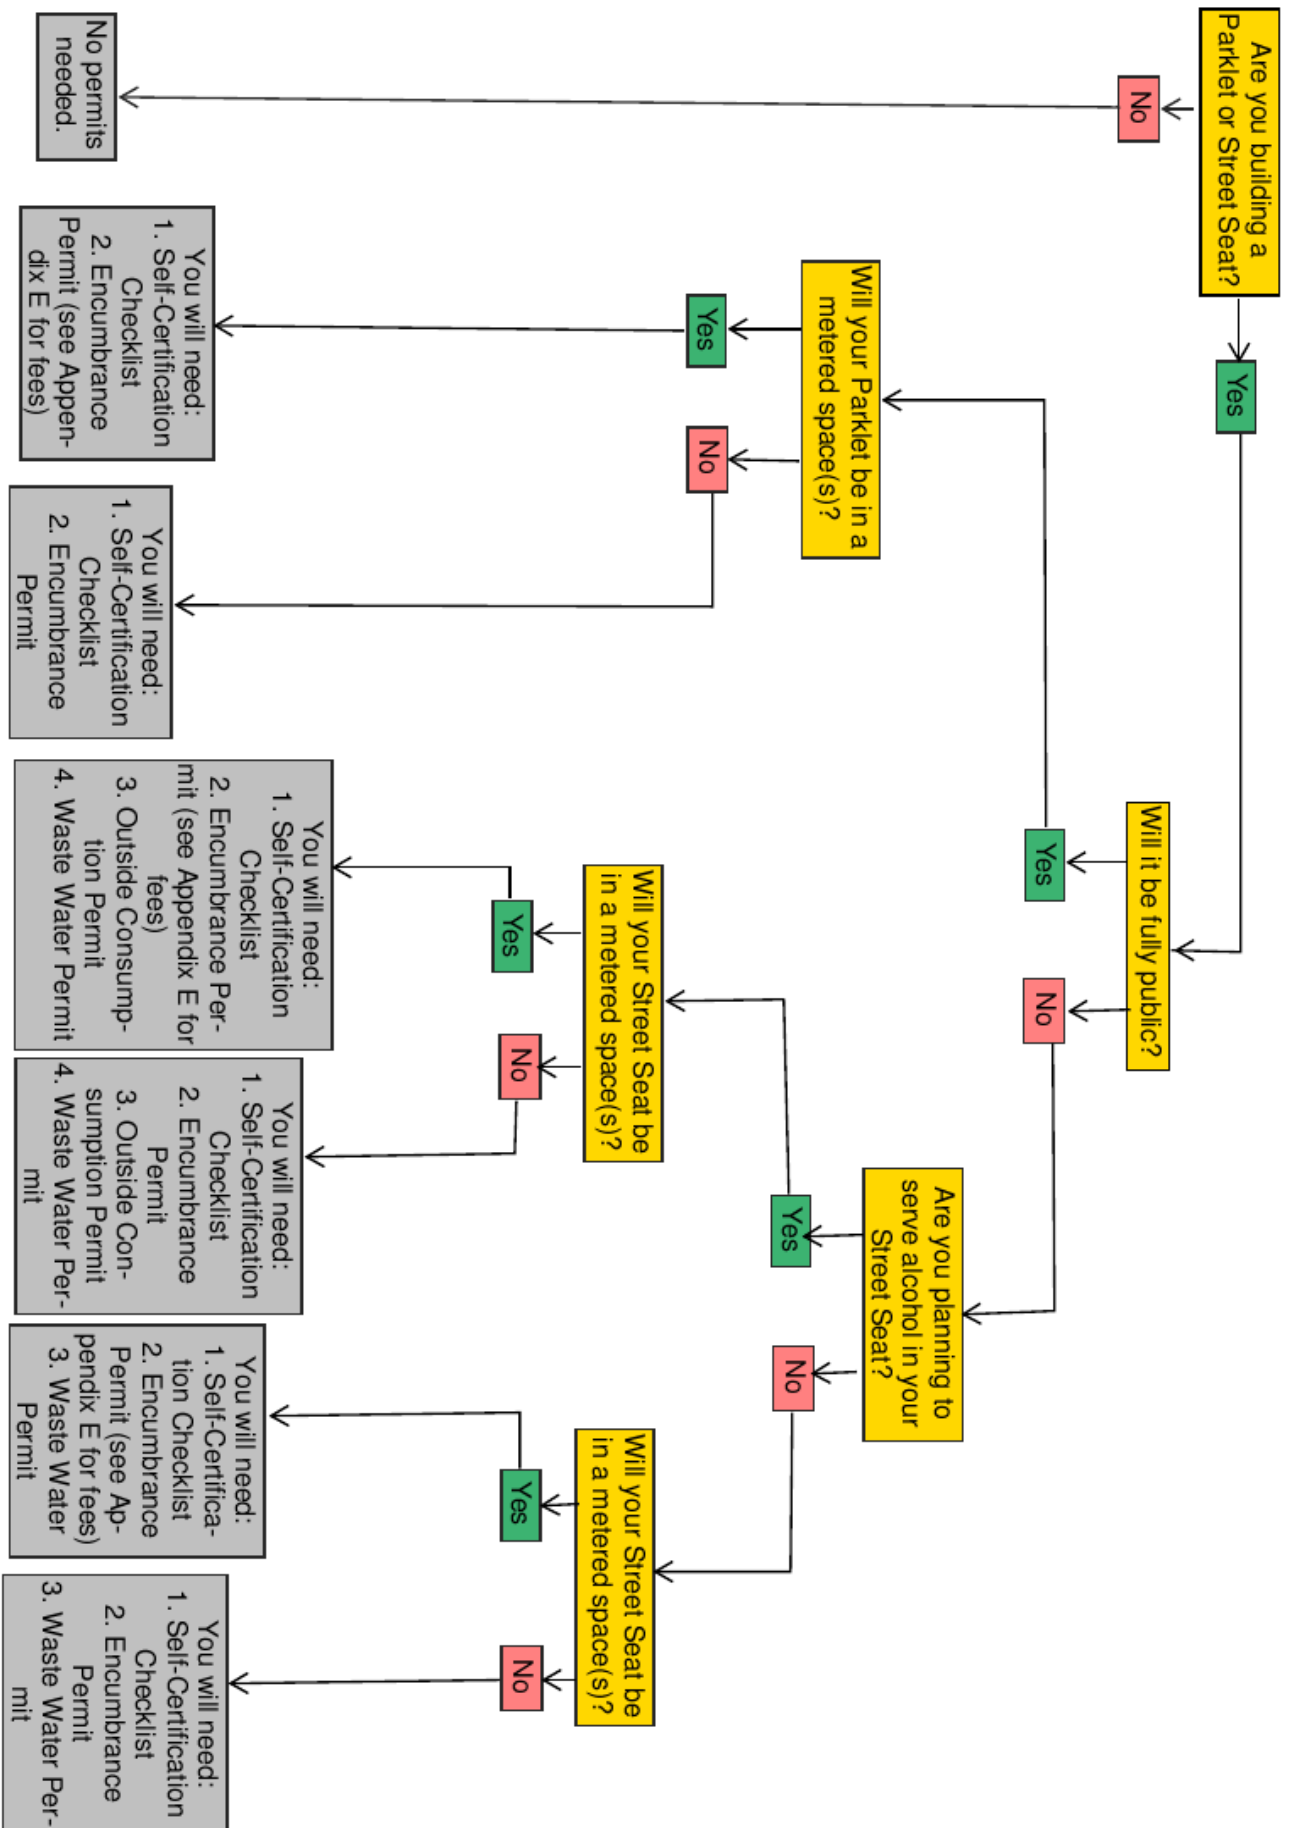 Are you building a
Parklet or Street Seat?
No
Yes
No permits
needed.
Will it be fully public?
Yes
No
Will your Parklet be in a
metered space(s)?
Yes
No
You will need:
1. Self-Certification
Checklist
2. Encumbrance
Permit (see Appen-
dix E for fees)
You will need:
1. Self-Certification
Checklist
2. Encumbrance
Permit
Are you planning to
serve alcohol in your
Street Seat?
Yes
No
Will your Street Seat be
in a metered space(s)?
Yes
No
You will need:
1. Self-Certification
Checklist
2. Encumbrance Per-
mit (see Appendix E for
fees)
3. Outside Consump-
tion Permit
4. Waste Water Permit
You will need:
1. Self-Certification
Checklist
2. Encumbrance
Permit
3. Outside Con-
sumption Permit
4. Waste Water Per-
mit
Will your Street Seat be
in a metered space(s)?
Yes
No
You will need:
1. Self-Certifica-
tion Checklist
2. Encumbrance
Permit (see Ap-
pendix E for fees)
3. Waste Water
Permit
You will need:
1. Self-Certification
Checklist
2. Encumbrance
Permit
3. Waste Water Per-
mit